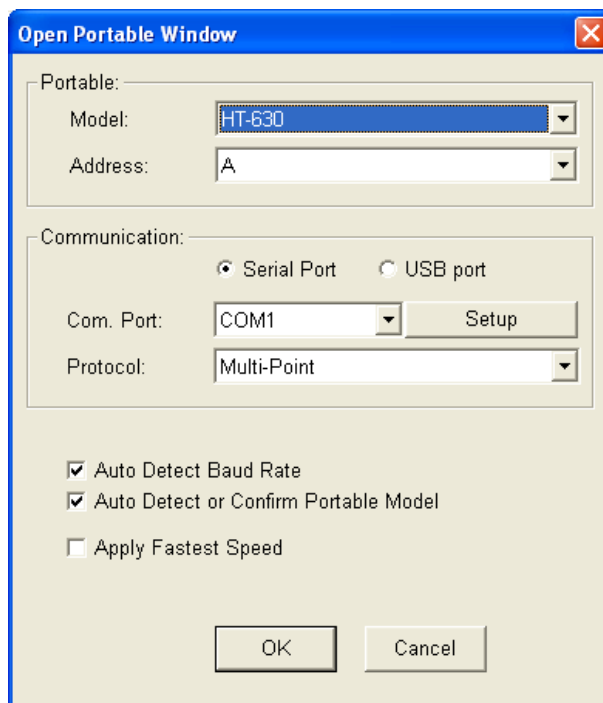 Open Portable Window
Portable:
Model: HT-630
Address: A
Communication:
Serial Port USB port
Com. Port: COM1 Setup
Protocol: Multi-Point
Auto Detect Baud Rate
Auto Detect or Confirm Portable Model
Apply Fastest Speed
OK Cancel